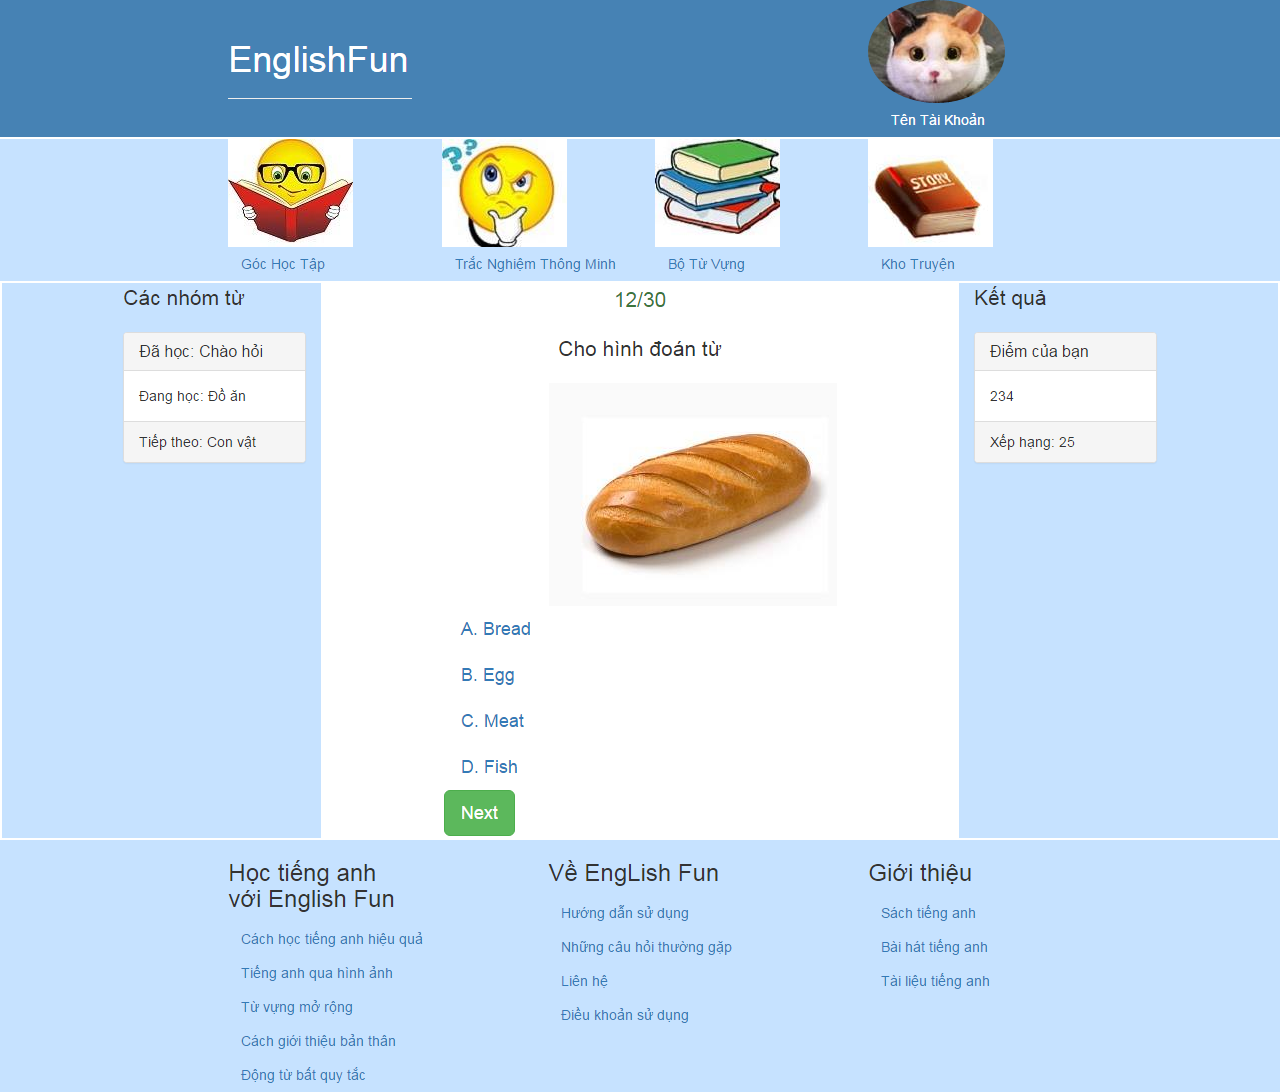 EnglishFun
Tên Tài Khoản
??
STORY
Góc Học Tập
Trắc Nghiệm Thông Minh
Bộ Từ Vựng
Kho Truyện
Các nhóm từ
Đã học: Chào hỏi
Đang học: Đồ ăn
Tiếp theo: Con vật
12/30
Cho hình đoán từ
A. Bread
B. Egg
C. Meat
D. Fish
Next
Kết quả
Điểm của bạn
234
Xếp hạng: 25
Học tiếng anh
với English Fun
Cách học tiếng anh hiệu quả
Tiếng anh qua hình ảnh
Từ vựng mở rộng
Cách giới thiệu bản thân
Động từ bất quy tắc
Về EngLish Fun
Hướng dẫn sử dụng
Những câu hỏi thường gặp
Liên hệ
Điều khoản sử dụng
Giới thiệu
Sách tiếng anh
Bài hát tiếng anh
Tài liệu tiếng anh